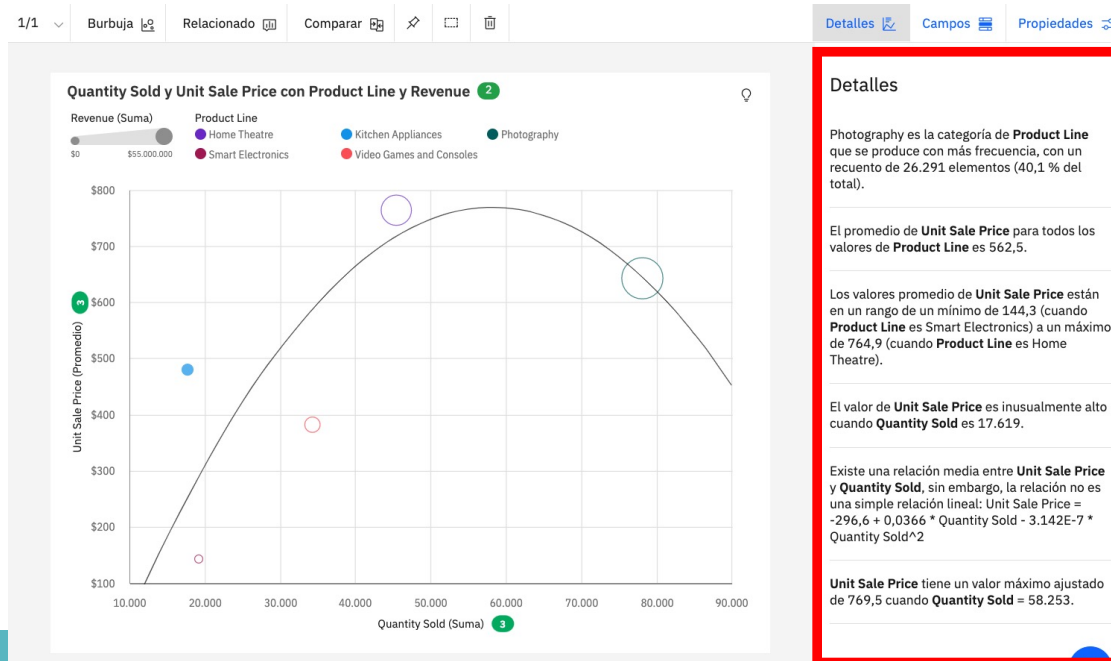 1/1 Burbuja Relacionado Comparar Detalles Campos Propiedades
Quantity Sold y Unit Sale Price con Product Line y Revenue 2
Revenue (Suma)
$0 $55.000.000
Product Line
Home Theatre Kitchen Appliances Photography
Smart Electronics Video Games and Consoles
Unit Sale Price (Promedio) 3
$800
$700
$600
$500
$400
$300
$200
$100
10.000 20.000 30.000 40.000 50.000 60.000 70.000 80.000 90.000
Quantity Sold (Suma) 3
Detalles
Photography es la categoría de Product Line
que se produce con más frecuencia, con un
recuento de 26.291 elementos (40,1 % del
total).
El promedio de Unit Sale Price para todos los
valores de Product Line es 562,5.
Los valores promedio de Unit Sale Price están
en un rango de un mínimo de 144,3 (cuando
Product Line es Smart Electronics) a un máximo
de 764,9 (cuando Product Line es Home
Theatre).
El valor de Unit Sale Price es inusualmente alto
cuando Quantity Sold es 17.619.
Existe una relación media entre Unit Sale Price
y Quantity Sold, sin embargo, la relación no es
una simple relación lineal: Unit Sale Price =
-296,6 + 0,0366 * Quantity Sold - 3.142E-7 *
Quantity Sold^2
Unit Sale Price tiene un valor máximo ajustado
de 769,5 cuando Quantity Sold = 58.253.